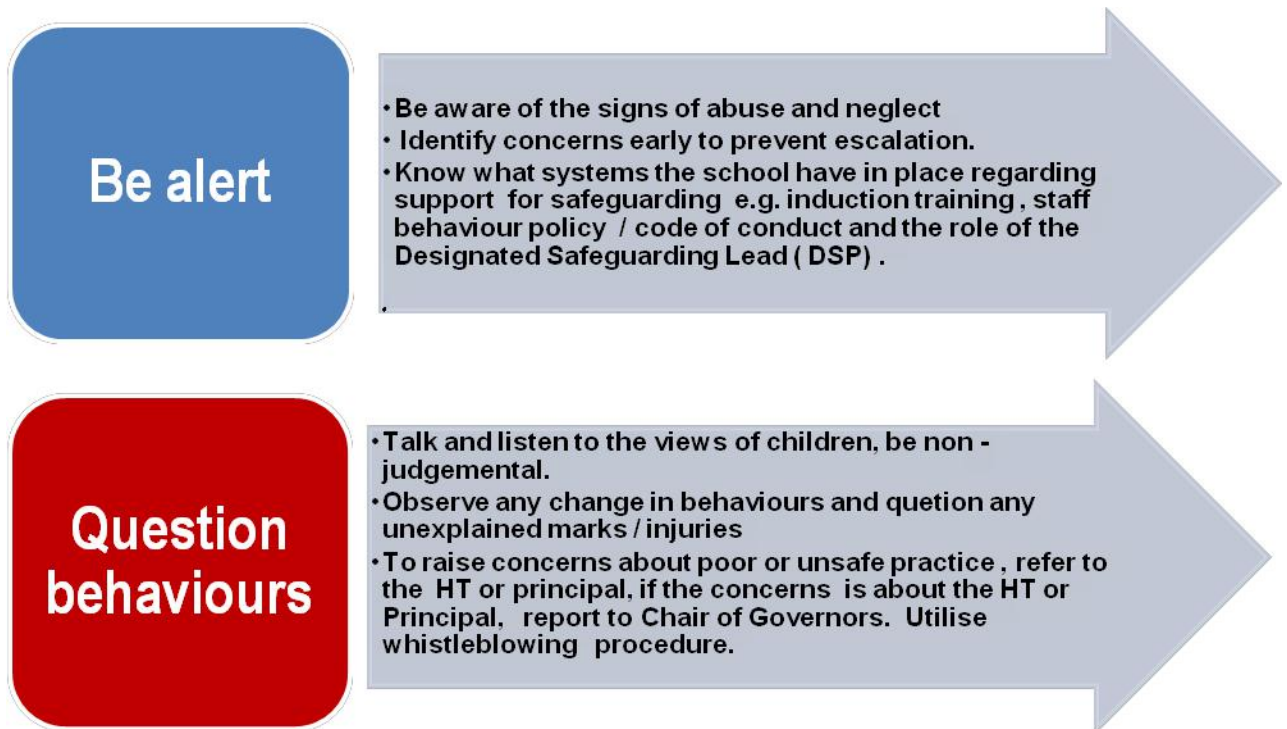 Be alert
• Be aware of the signs of abuse and neglect
• Identify concerns early to prevent escalation.
• Know what systems the school have in place regarding
support for safeguarding e.g. induction training , staff
behaviour policy / code of conduct and the role of the
Designated Safeguarding Lead ( DSP) .
.
Question
behaviours
• Talk and listen to the views of children, be non -
judgemental.
• Observe any change in behaviours and quetion any
unexplained marks / injuries
• To raise concerns about poor or unsafe practice , refer to
the HT or principal, if the concerns is about the HT or
Principal, report to Chair of Governors. Utilise
whistleblowing procedure.